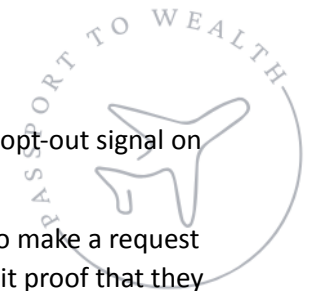 PASSPORT TO WEALTH
opt-out signal on
o make a request
it proof that they